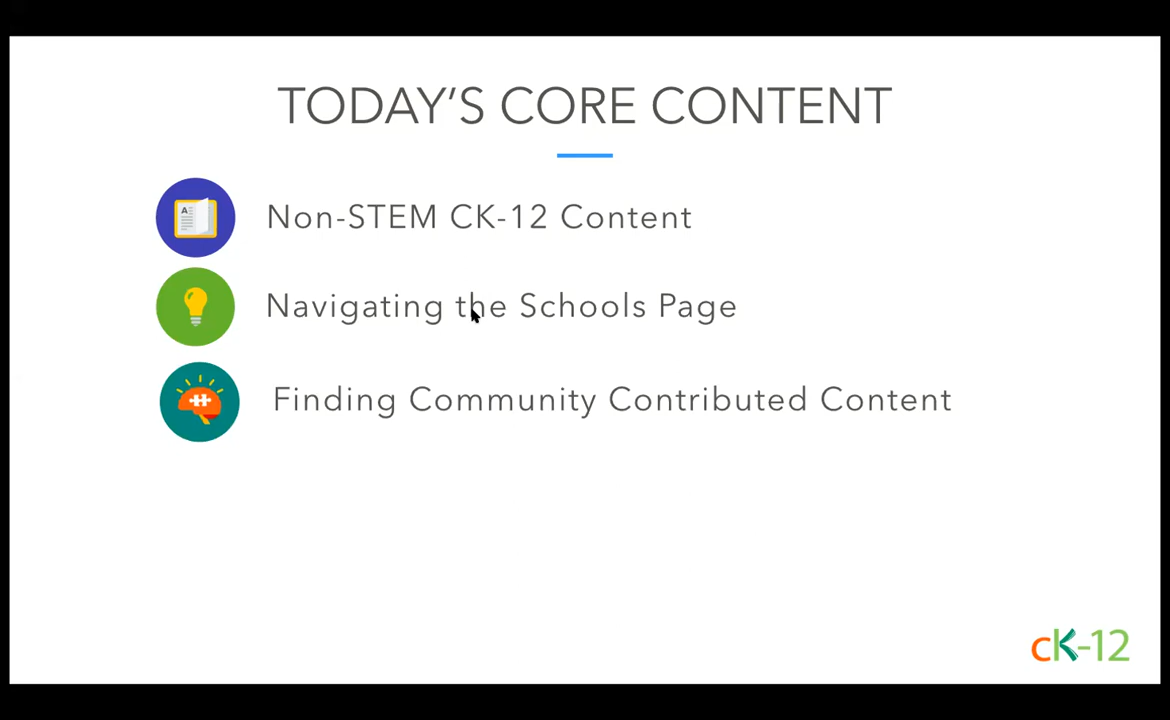 TODAY'S CORE CONTENT
Non-STEM CK-12 Content
Navigating the Schools Page
Finding Community Contributed Content
cK-12